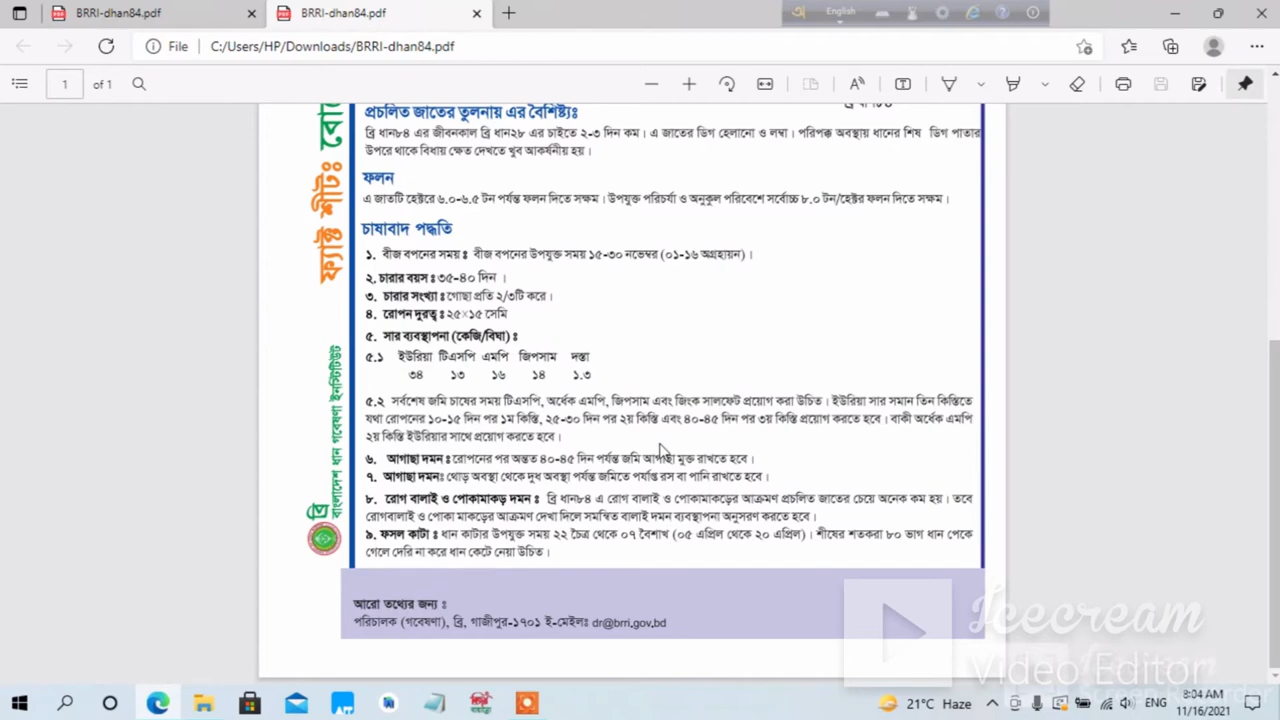 BRRI-dhan84.pdf
BRRI-dhan84.pdf
English
File
C:/Users/HP/Downloads/BRRI-dhan84.pdf
1
of 1
প্রচলিত জাতের তুলনায় এর বৈশিষ্ট্যঃ
ব্রি ধান৮৪ এর জীবনকাল ব্রি ধান২৮ এর চাইতে ২-৩ দিন কম। এ জাতের ডিগ হেলানো ও লম্বা। পরিপক্ক অবস্থায় ধানের শিষ ডিগ পাতার
উপরে থাকে বিধায় ক্ষেত দেখতে খুব আকর্ষনীয় হয়।
ফলন
এ জাতটি হেক্টরে ৬.০-৬.৫ টন পর্যন্ত ফলন দিতে সক্ষম। উপযুক্ত পরিচর্যা ও অনুকুল পরিবেশে সর্বোচ্চ ৮.০ টন/হেক্টর ফলন দিতে সক্ষম।
চাষাবাদ পদ্ধতি
১. বীজ বপনের সময় ঃ বীজ বপনের উপযুক্ত সময় ১৫-৩০ নভেম্বর (০১-১৬ অগ্রহায়ন)।
২. চারার বয়স ঃ ৩৫-৪০ দিন ।
৩. চারার সংখ্যা ঃ গোছা প্রতি ২/৩টি করে।
৪. রোপন দুরত্ব ঃ ২৫×১৫ সেমি
৫. সার ব্যবস্থাপনা (কেজি/বিঘা) ঃ
৫.১ ইউরিয়া টিএসপি এমপি জিপসাম দস্তা
৩৪ ১৩ ১৬ ১৪ ১.৩
৫.২ সর্বশেষ জমি চাষের সময় টিএসপি, অর্ধেক এমপি, জিপসাম এবং জিংক সালফেট প্রয়োগ করা উচিত। ইউরিয়া সার সমান তিন কিস্তিতে
যথা রোপনের ১০-১৫ দিন পর ১ম কিস্তি, ২৫-৩০ দিন পর ২য় কিস্তি এবং ৪০-৪৫ দিন পর ৩য় কিস্তি প্রয়োগ করতে হবে। বাকী অর্ধেক এমপি
২য় কিস্তি ইউরিয়ার সাথে প্রয়োগ করতে হবে।
৬. আগাছা দমন ঃ রোপনের পর অন্তত ৪০-৪৫ দিন পর্যন্ত জমি আগাছা মুক্ত রাখতে হবে।
৭. আগাছা দমনঃ থোড় অবস্থা থেকে দুধ অবস্থা পর্যন্ত জমিতে পর্যাপ্ত রস বা পানি রাখতে হবে।
৮. রোগ বালাই ও পোকামাকড় দমন ঃ ব্রি ধান৮৪ এ রোগ বালাই ও পোকামাকড়ের আক্রমণ প্রচলিত জাতের চেয়ে অনেক কম হয়। তবে
রোগবালাই ও পোকা মাকড়ের আক্রমণ দেখা দিলে সমন্বিত বালাই দমন ব্যবস্থাপনা অনুসরণ করতে হবে।
৯. ফসল কাটা ঃ ধান কাটার উপযুক্ত সময় ২২ চৈত্র থেকে ০৭ বৈশাখ (০৫ এপ্রিল থেকে ২০ এপ্রিল)। শীষের শতকরা ৮০ ভাগ ধান পেকে
গেলে দেরি না করে ধান কেটে নেয়া উচিত।
আরো তথ্যের জন্য ঃ
পরিচালক (গবেষণা), ব্রি, গাজীপুর-১৭০১ ই-মেইলঃ dr@brri.gov.bd
ফ্যাক্ট শীটঃ
ব্রি
বাংলাদেশ ধান গবেষণা ইনস্টিটিউট
Icecream
Video Editor
21°C Haze
ENG
8:04 AM
11/16/2021